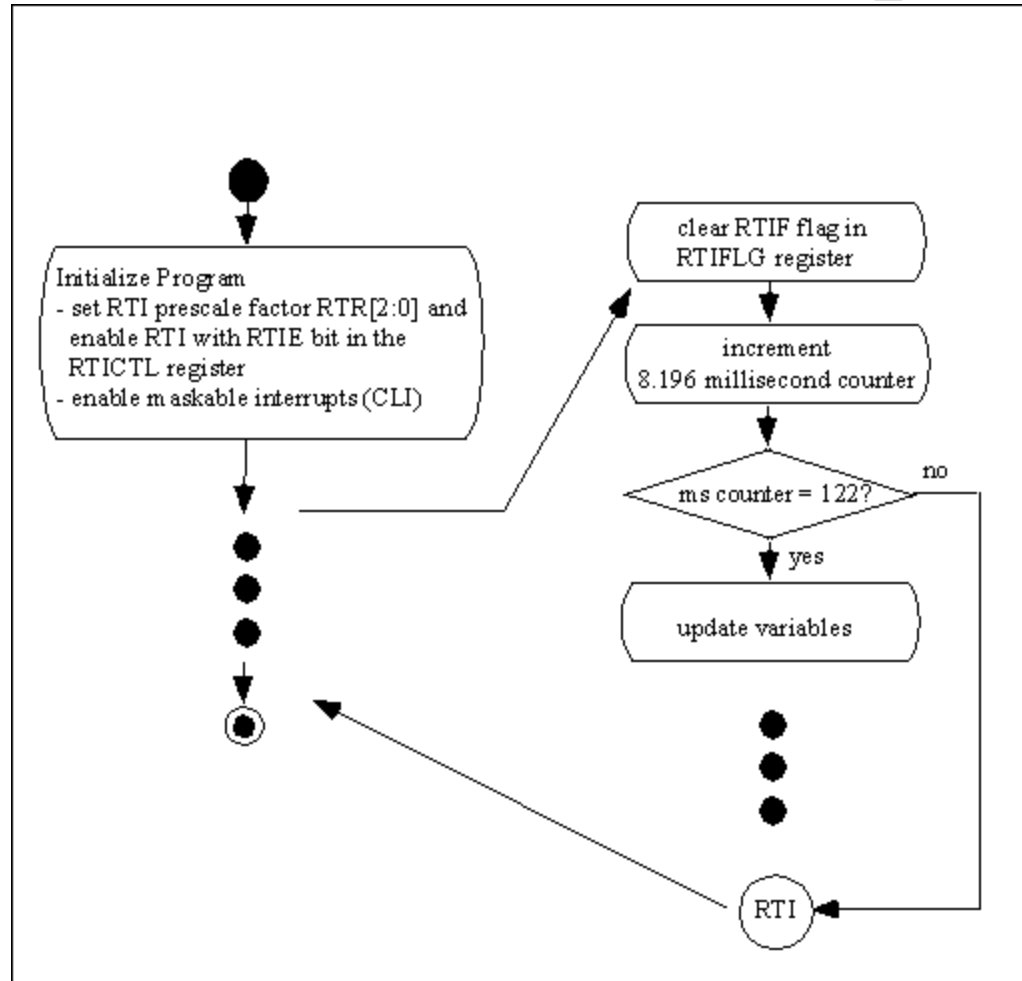 Initialize Program
- set RTI prescale factor RTR[2:0] and
enable RTI with RTIE bit in the
RTICTL register
- enable maskable interrupts (CLI)
clear RTIF flag in
RTIFLG register
increment
8.196 millisecond counter
ms counter = 122?
no
yes
update variables
RTI